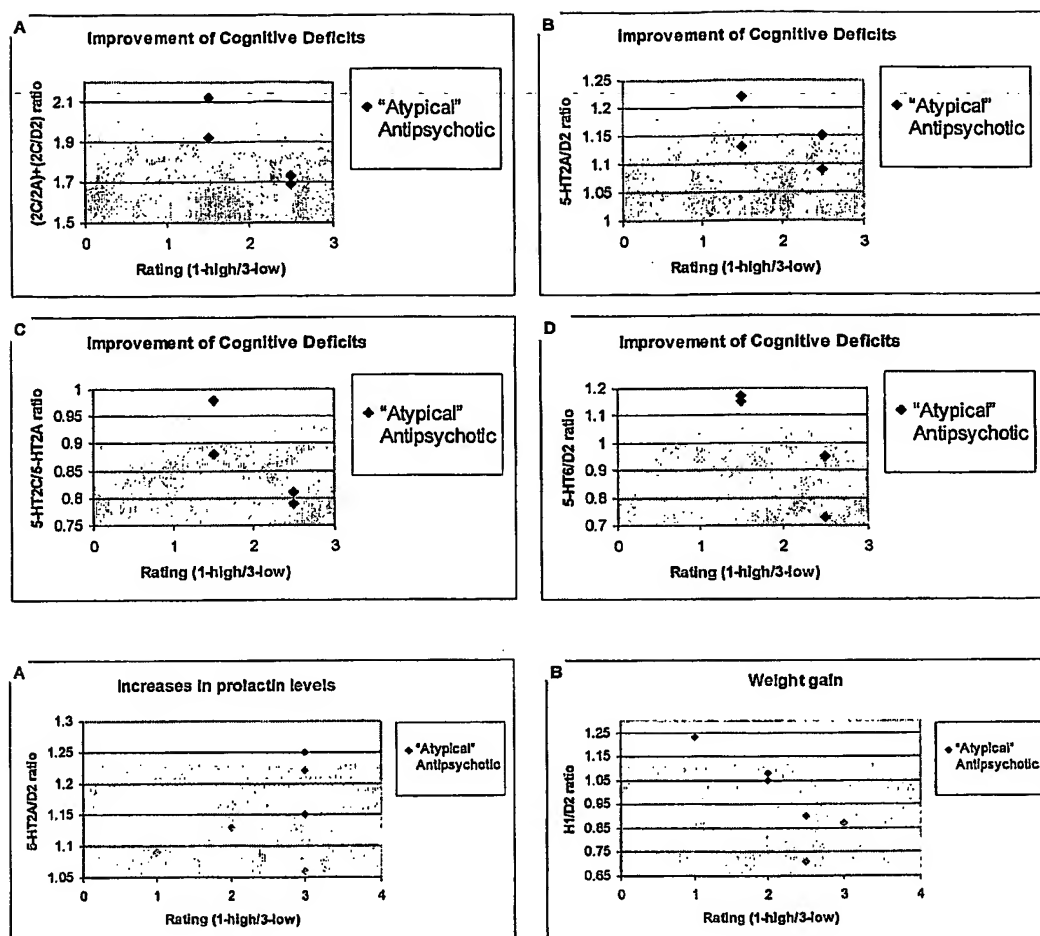 A
Improvement of Cognitive Deficits
(2C/2A)+(2C/D2) ratio
2.1
1.9
1.7
1.5
0 1 2 3
Rating (1-high/3-low)
"Atypical"
Antipsychotic
B
Improvement of Cognitive Deficits
5-HT2A/D2 ratio
1.25
1.2
1.15
1.1
1.05
1
0 1 2 3
Rating (1-high/3-low)
"Atypical"
Antipsychotic
C
Improvement of Cognitive Deficits
5-HT2C/5-HT2A ratio
1
0.95
0.9
0.85
0.8
0.75
0 1 2 3
Rating (1-high/3-low)
"Atypical"
Antipsychotic
D
Improvement of Cognitive Deficits
5-HT6/D2 ratio
1.2
1.1
1
0.9
0.8
0.7
0 1 2 3
Rating (1-high/3-low)
"Atypical"
Antipsychotic
A
Increases in prolactin levels
5-HT2A/D2 ratio
1.3
1.25
1.2
1.15
1.1
1.05
0 1 2 3 4
Rating (1-high/3-low)
"Atypical"
Antipsychotic
B
Weight gain
H1/D2 ratio
1.25
1.15
1.05
0.95
0.85
0.75
0.65
0 1 2 3 4
Rating (1-high/3-low)
"Atypical"
Antipsychotic